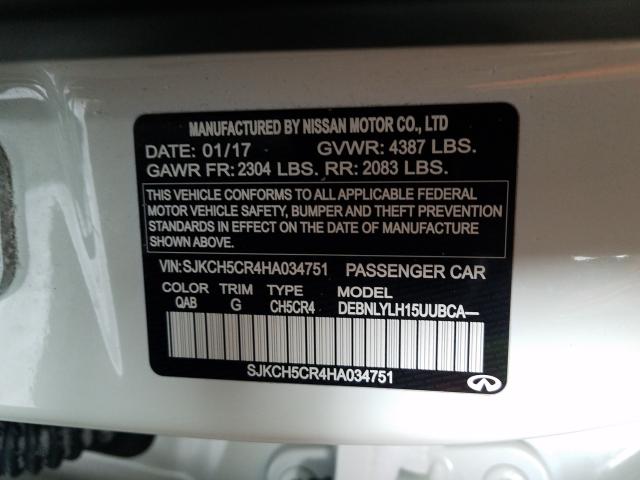 MANUFACTURED BY NISSAN MOTOR CO., LTD
DATE: 01/17 GVWR: 4387 LBS.
GAWR FR: 2304 LBS. RR: 2083 LBS.
THIS VEHICLE CONFORMS TO ALL APPLICABLE FEDERAL
MOTOR VEHICLE SAFETY, BUMPER AND THEFT PREVENTION
STANDARDS IN EFFECT ON THE DATE OF MANUFACTURE
SHOWN ABOVE.
VIN:SJKCH5CR4HA034751 PASSENGER CAR
COLOR TRIM TYPE MODEL
QAB G CH5CR4 DEBNLYLH15UUBCA—
SJKCH5CR4HA034751